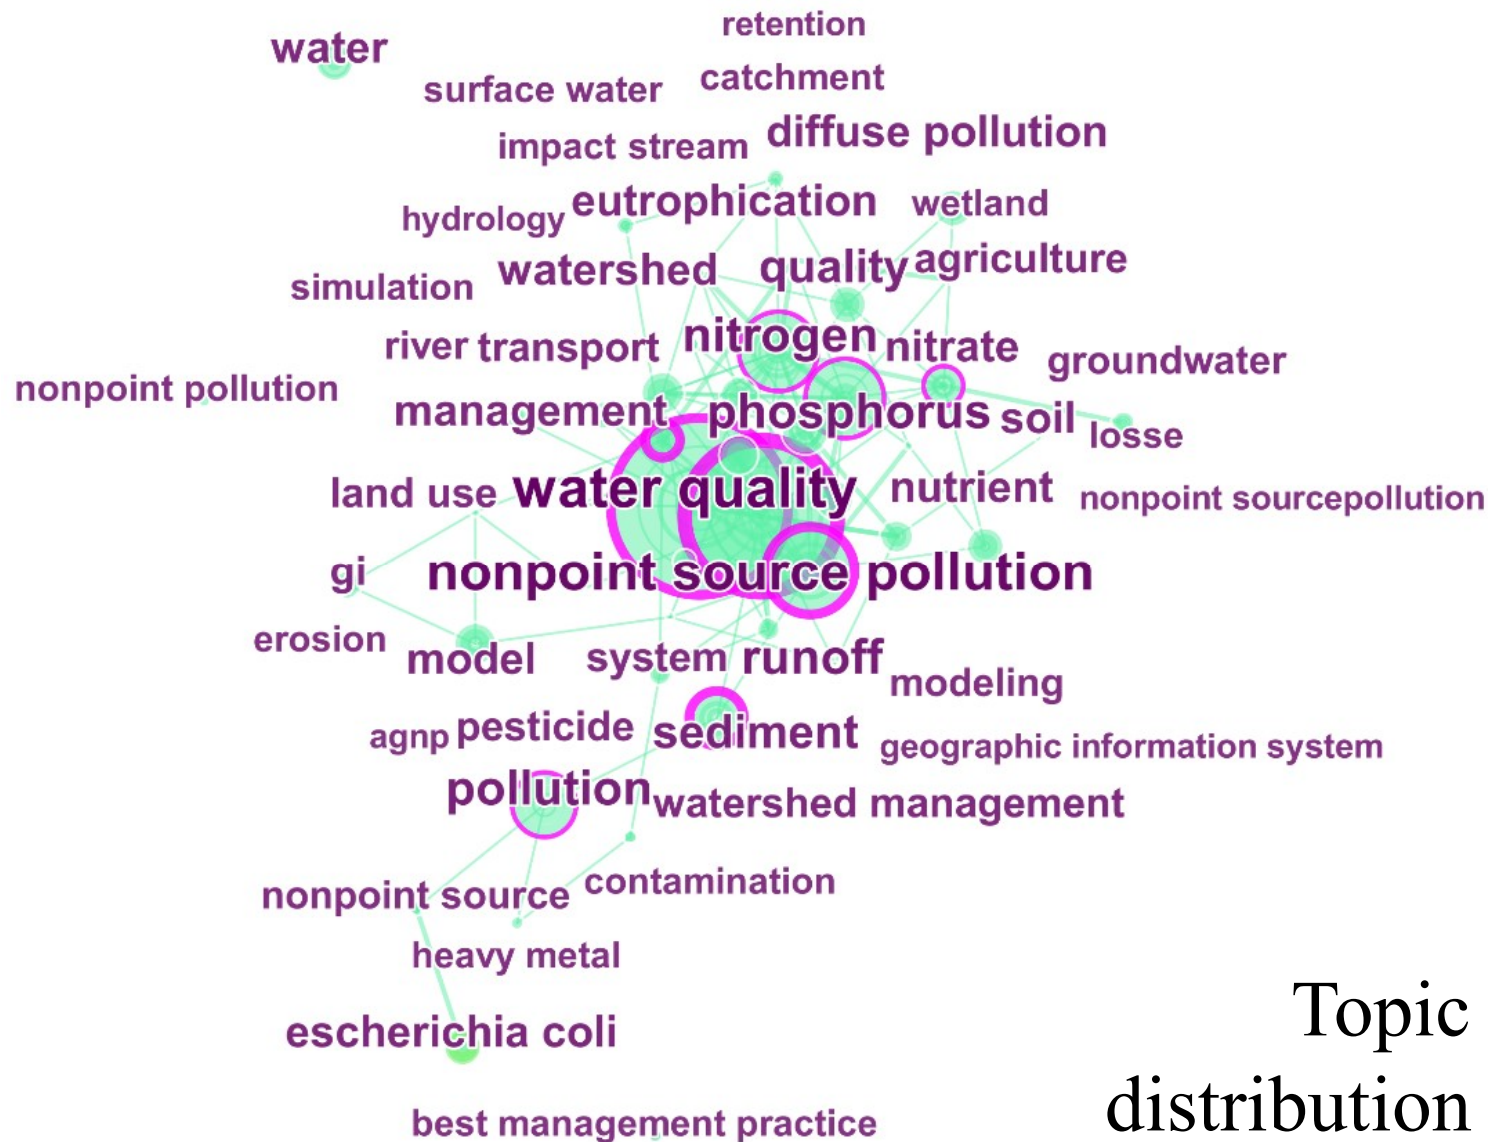 retention
water
surface water
catchment
impact stream
diffuse pollution
hydrology
eutrophication
wetland
simulation
watershed
quality
agriculture
river
transport
nitrogen
nitrate
groundwater
nonpoint pollution
management
phosphorus
soil
losse
land use
water quality
nutrient
nonpoint sourcepollution
gi
nonpoint source pollution
erosion
model
system
runoff
modeling
agnp
pesticide
sediment
geographic information system
pollution
watershed management
nonpoint source
contamination
heavy metal
escherichia coli
best management practice
Topic
distribution